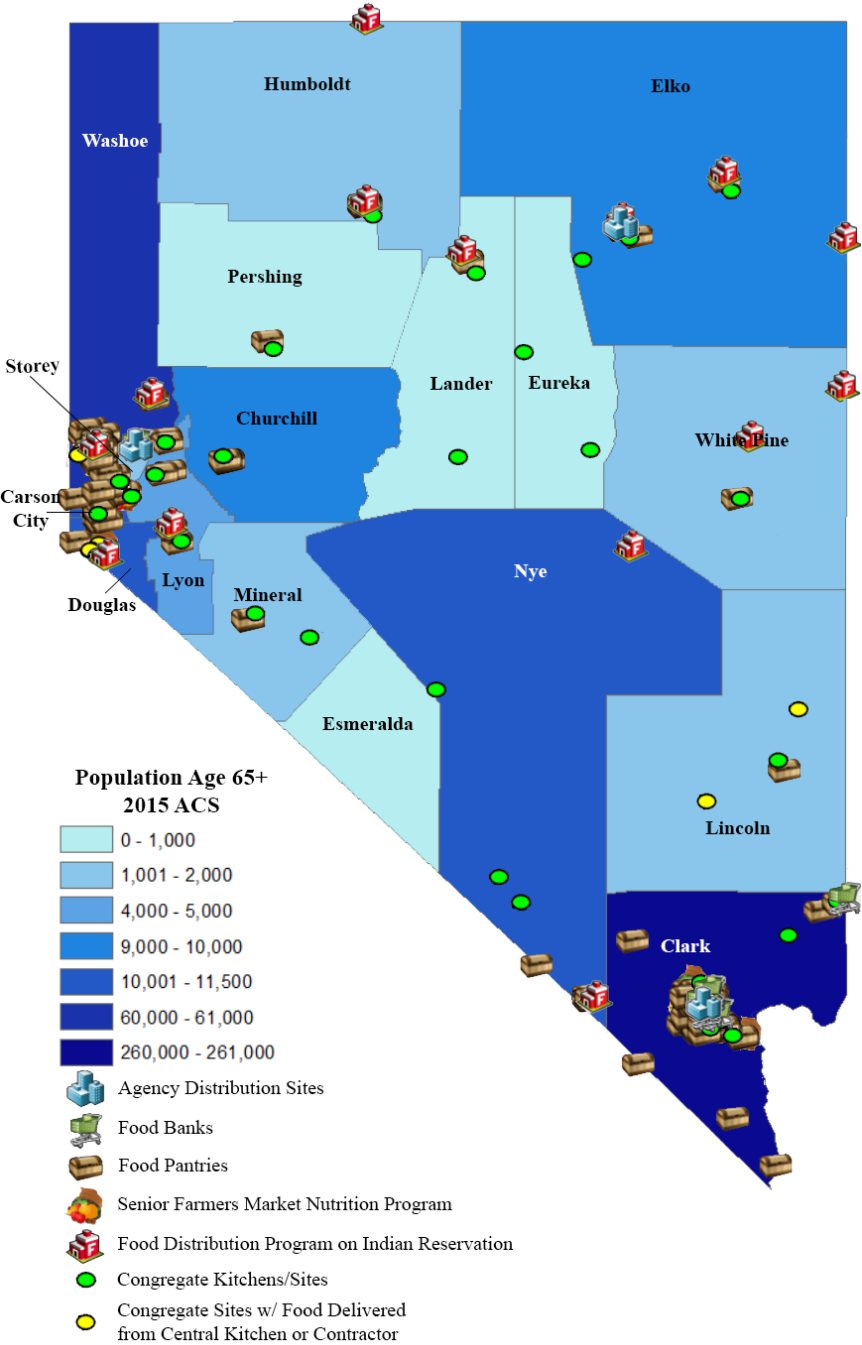 Humboldt
Elko
Washoe
Pershing
Storey
Lander
Eureka
Churchill
White Pine
Carson
City
Nye
Lyon
Mineral
Douglas
Esmeralda
Population Age 65+
2015 ACS
0 - 1,000
1,001 - 2,000
4,000 - 5,000
9,000 - 10,000
10,001 - 11,500
60,000 - 61,000
260,000 - 261,000
Lincoln
Clark
Agency Distribution Sites
Food Banks
Food Pantries
Senior Farmers Market Nutrition Program
F Food Distribution Program on Indian Reservation
Congregate Kitchens/Sites
Congregate Sites w/ Food Delivered
from Central Kitchen or Contractor